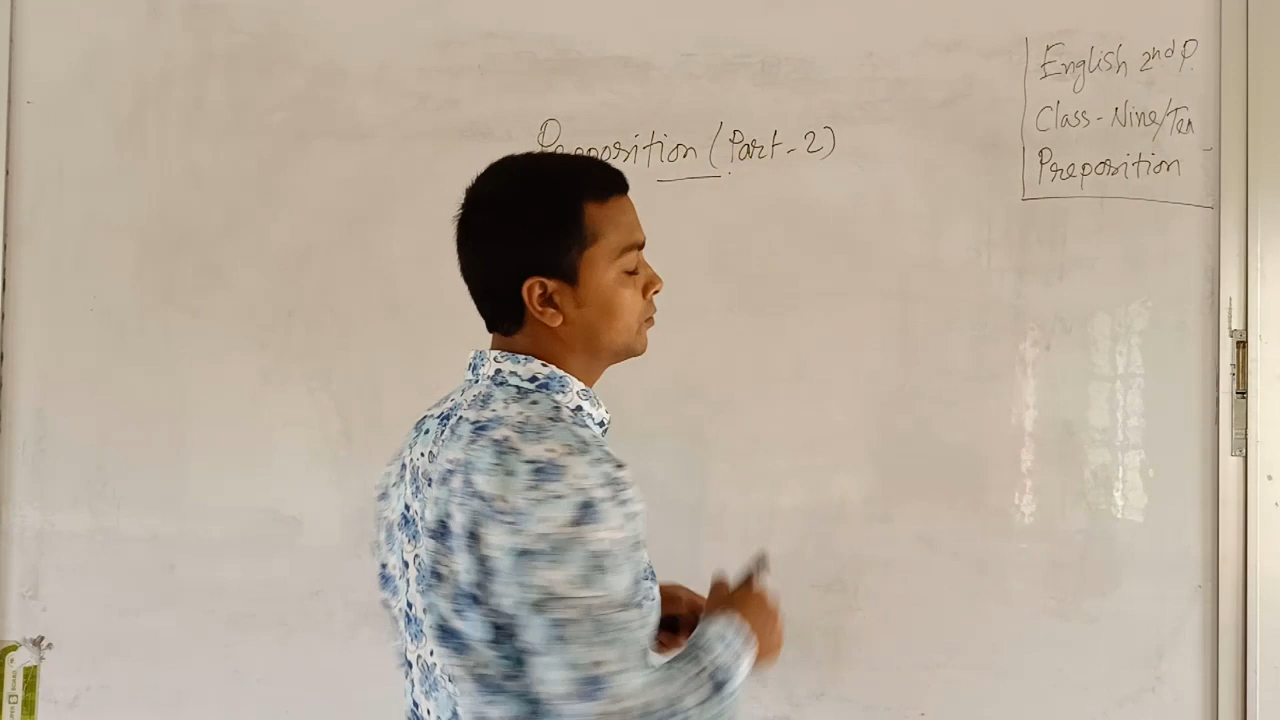 Preposition (Part-2)
English 2nd P.
Class-Nine/Ten
Preposition